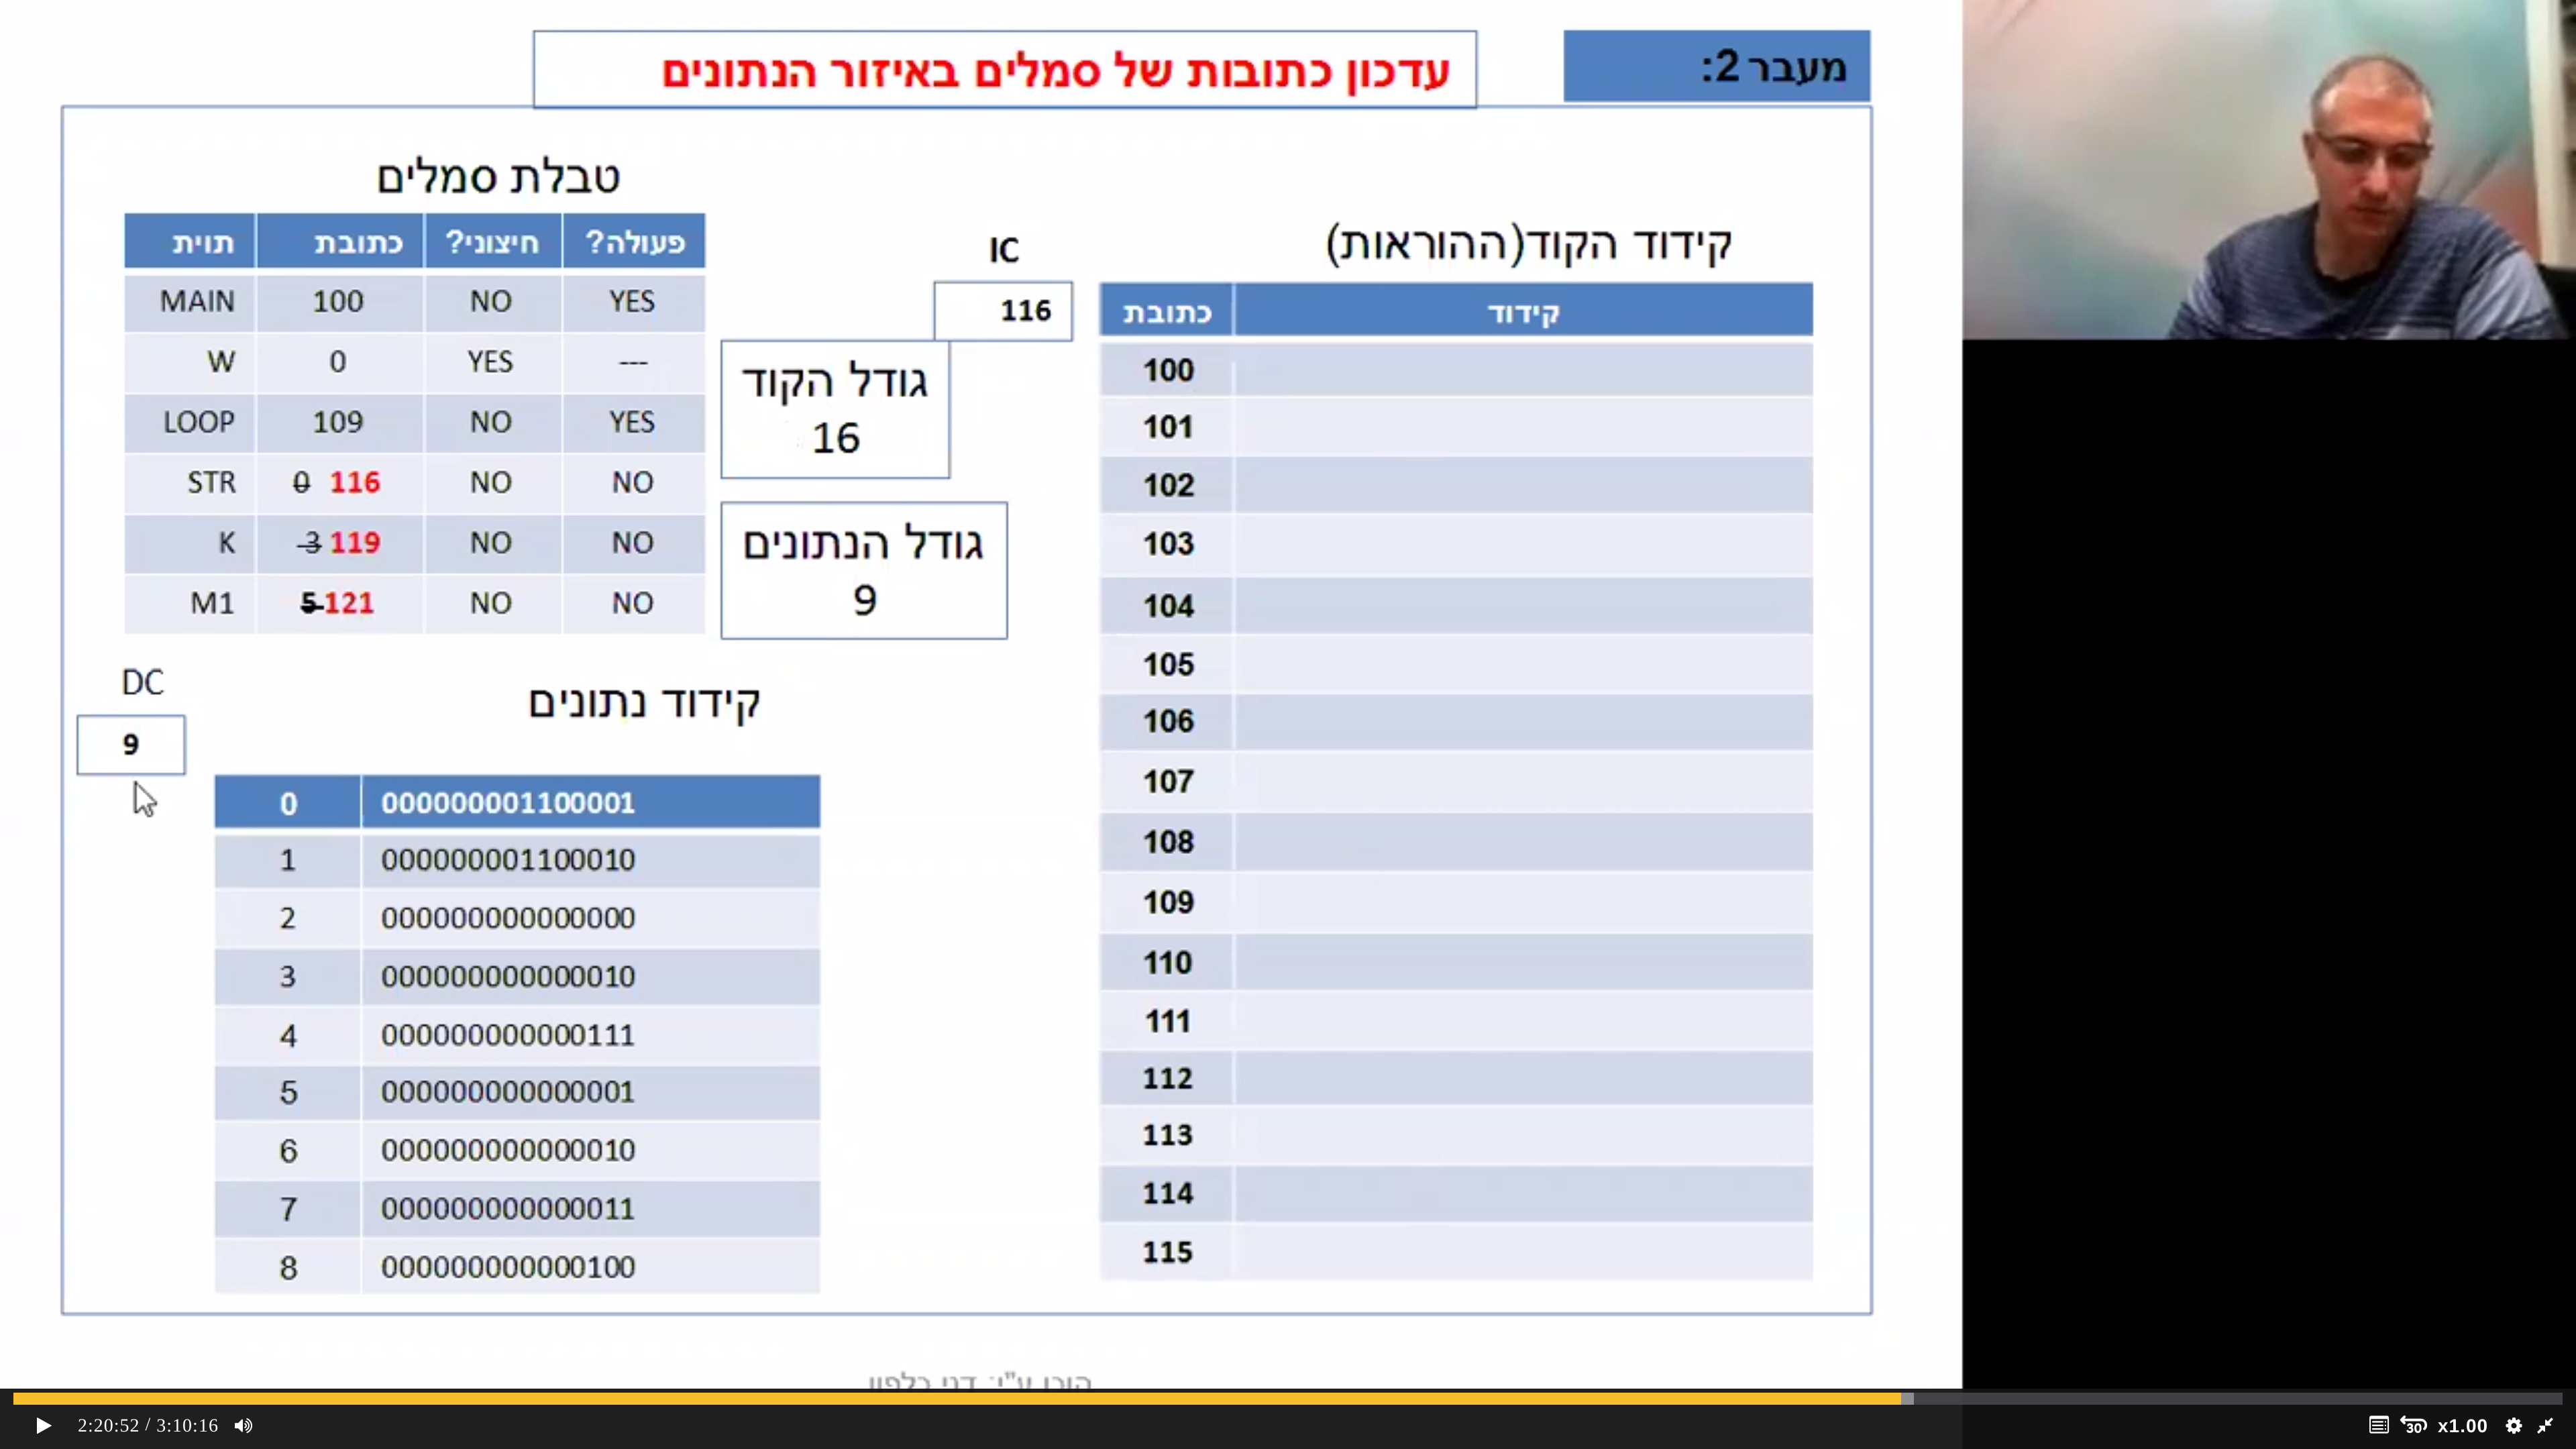 מעבר 2:
עדכון כתובות של סמלים באיזור הנתונים
טבלת סמלים
תוית כתובת חיצוני? פעולה?
MAIN 100 NO YES
W 0 YES ---
LOOP 109 NO YES
STR 0 116 NO NO
K 3 119 NO NO
M1 5 121 NO NO
גודל הקוד
16
גודל הנתונים
9
IC
116
קידוד הקוד(ההוראות)
כתובת קידוד
100
101
102
103
104
105
106
107
108
109
110
111
112
113
114
115
DC
9
קידוד נתונים
0 000000001100001
1 000000001100010
2 000000000000000
3 000000000000010
4 000000000000111
5 000000000000001
6 000000000000010
7 000000000000011
8 000000000000100
2:20:52 / 3:10:16
30
x1.00